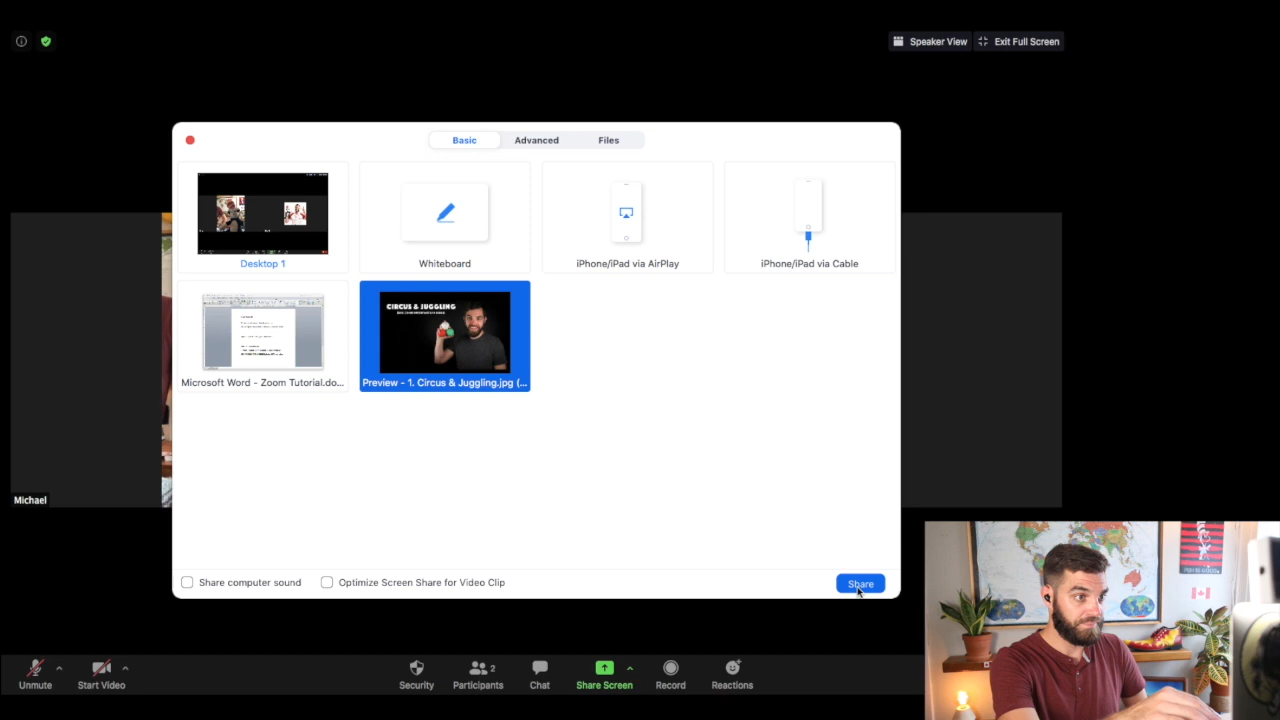 Speaker View
Exit Full Screen
Basic
Advanced
Files
Desktop 1
Whiteboard
iPhone/iPad via AirPlay
iPhone/iPad via Cable
CIRCUS & JUGGLING
Microsoft Word - Zoom Tutorial.do...
Preview - 1. Circus & Juggling.jpg (...
Michael
Share computer sound
Optimize Screen Share for Video Clip
Share
Unmute
Start Video
Security
Participants
2
Chat
Share Screen
Record
Reactions